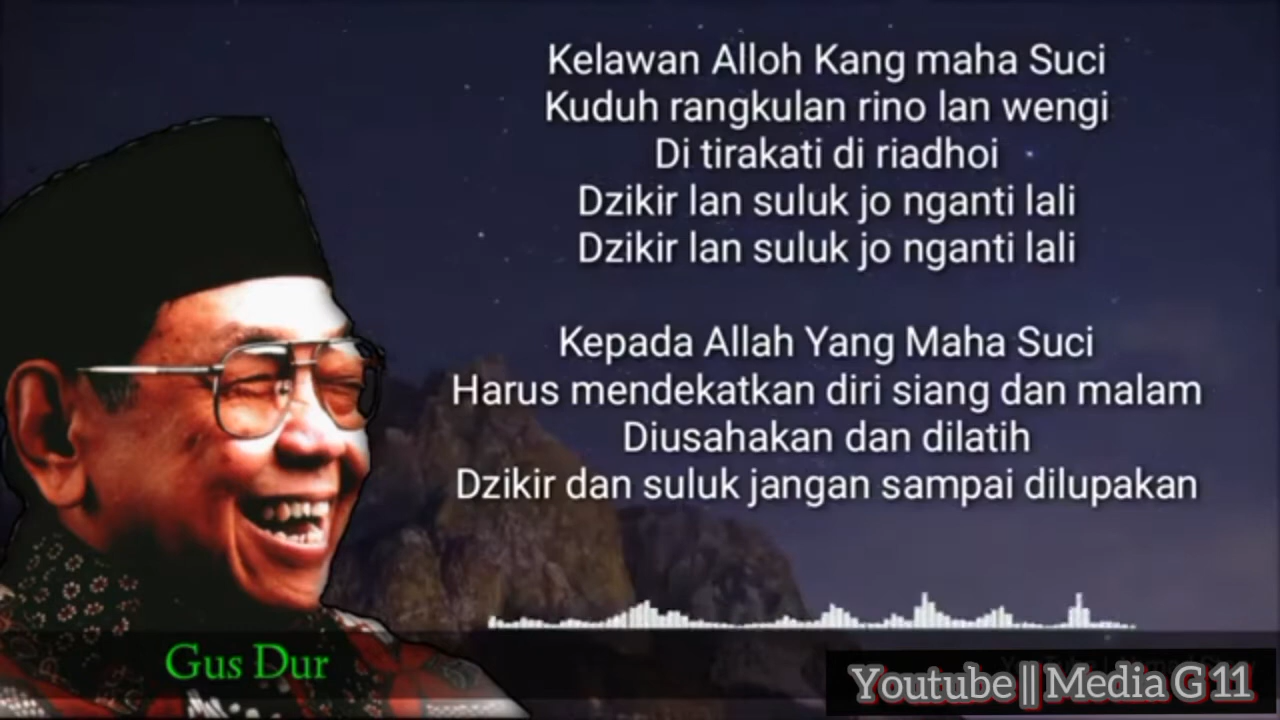 Kelawan Alloh Kang maha Suci
Kuduh rangkulan rino lan wengi
Di tirakati di riadhoi
Dzikir lan suluk jo nganti lali
Dzikir lan suluk jo nganti lali
Kepada Allah Yang Maha Suci
Harus mendekatkan diri siang dan malam
Diusahakan dan dilatih
Dzikir dan suluk jangan sampai dilupakan
Gus Dur
Youtube || Media G 11